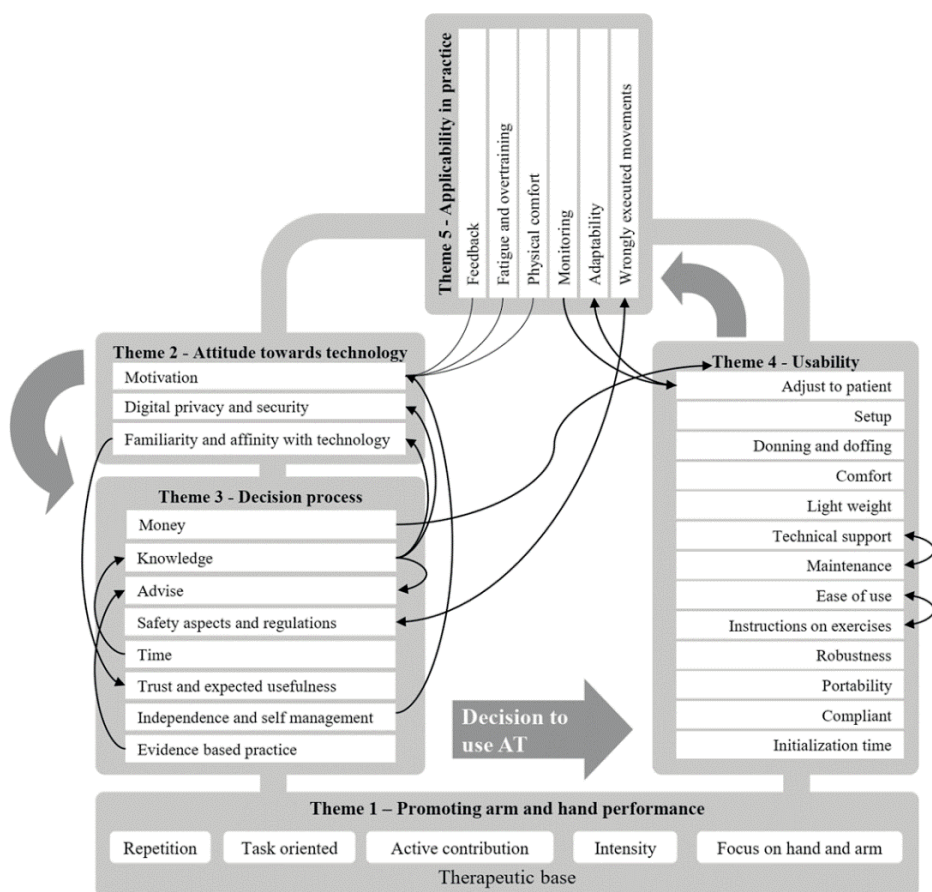 Theme 5 - Applicability in practice
Feedback
Fatigue and overtraining
Physical comfort
Monitoring
Adaptability
Wrongly executed movements
Theme 2 - Attitude towards technology
Motivation
Digital privacy and security
Familiarity and affinity with technology
Theme 3 - Decision process
Money
Knowledge
Advise
Safety aspects and regulations
Time
Trust and expected usefulness
Independence and self management
Evidence based practice
Decision to
use AT
Theme 4 - Usability
Adjust to patient
Setup
Donning and doffing
Comfort
Light weight
Technical support
Maintenance
Ease of use
Instructions on exercises
Robustness
Portability
Compliant
Initialization time
Theme 1 – Promoting arm and hand performance
Repetition
Task oriented
Active contribution
Intensity
Focus on hand and arm
Therapeutic base